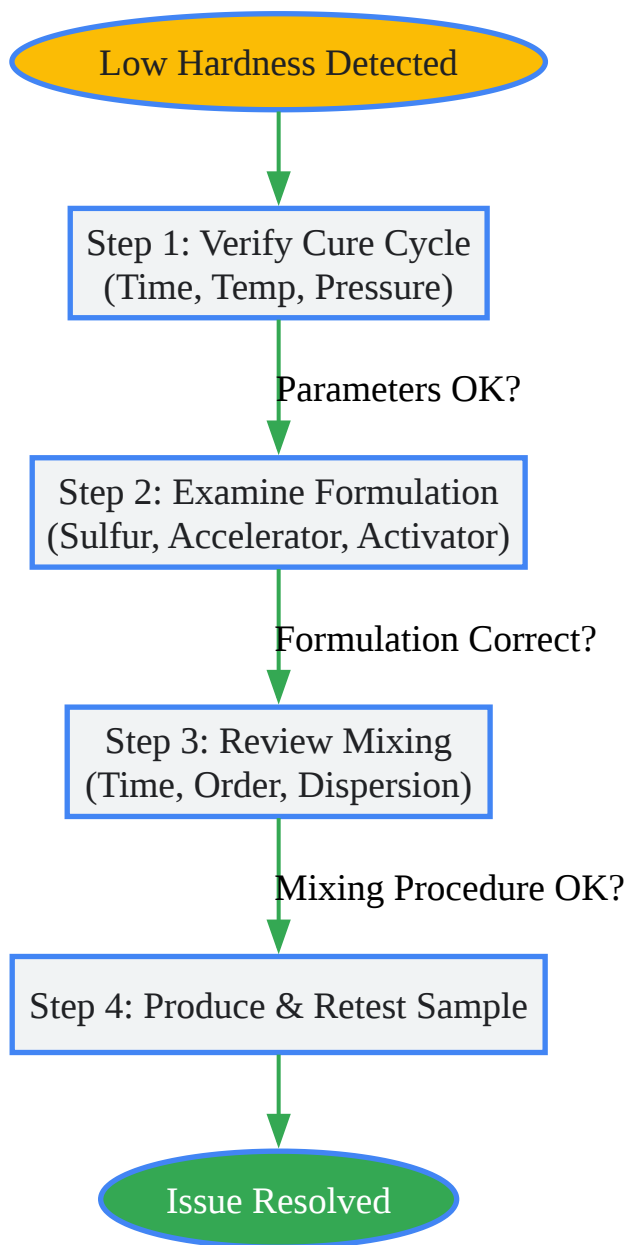 Low Hardness Detected
Step 1: Verify Cure Cycle
(Time, Temp, Pressure)
Parameters OK?
Step 2: Examine Formulation
(Sulfur, Accelerator, Activator)
Formulation Correct?
Step 3: Review Mixing
(Time, Order, Dispersion)
Mixing Procedure OK?
Step 4: Produce & Retest Sample
Issue Resolved